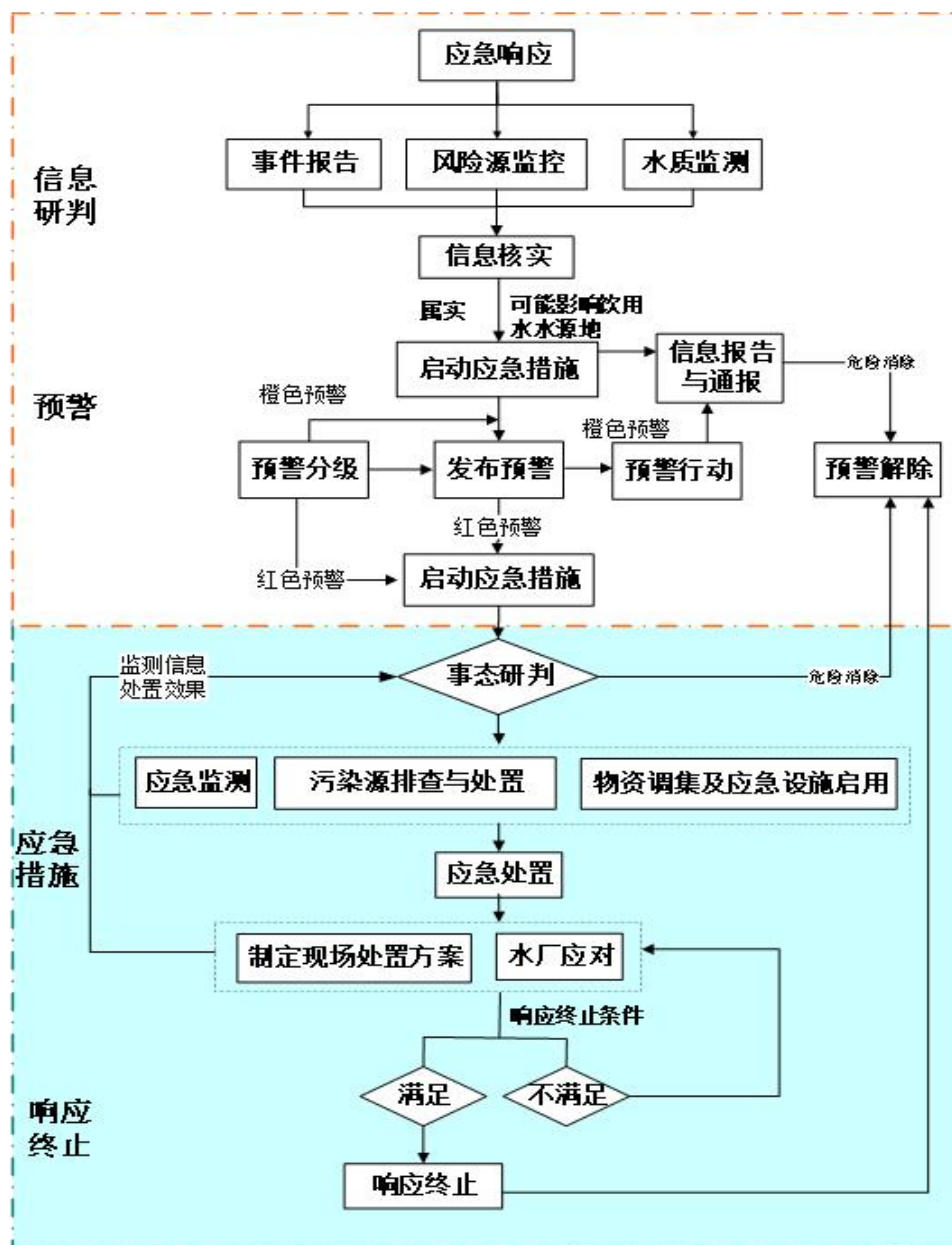 应急响应
事件报告
风险源监控
水质监测
信息
研判
信息核实
属实
可能影响饮用
水水源地
启动应急措施
信息报告
与通报
危险消除
预警
橙色预警
橙色预警
预警分级
发布预警
预警行动
预警解除
红色预警
红色预警
启动应急措施
监测信息
处置效果
事态研判
危险消除
应急监测
污染源排查与处置
物资调集及应急设施启用
应急
措施
应急处置
制定现场处置方案
水厂应对
响应终止条件
满足
不满足
响应
终止
响应终止